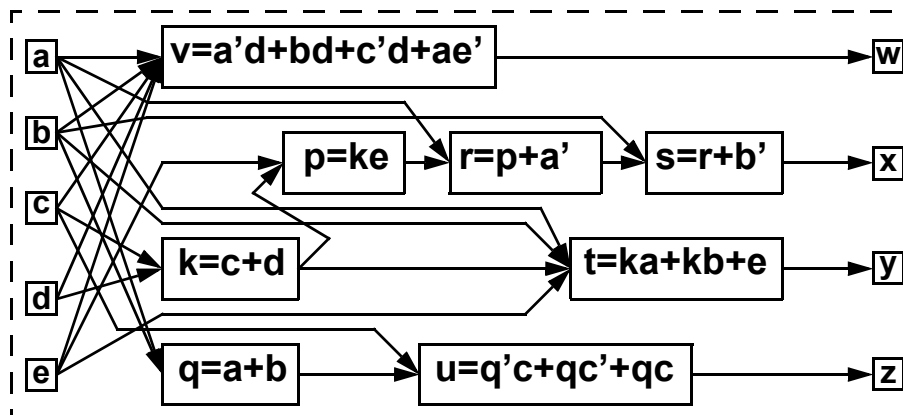 a v=a’d+bd+c’d+ae’ w
b p=ke r=p+a’ s=r+b’ x
c k=c+d t=ka+kb+e y
d
e q=a+b u=q’c+qc’+qc z